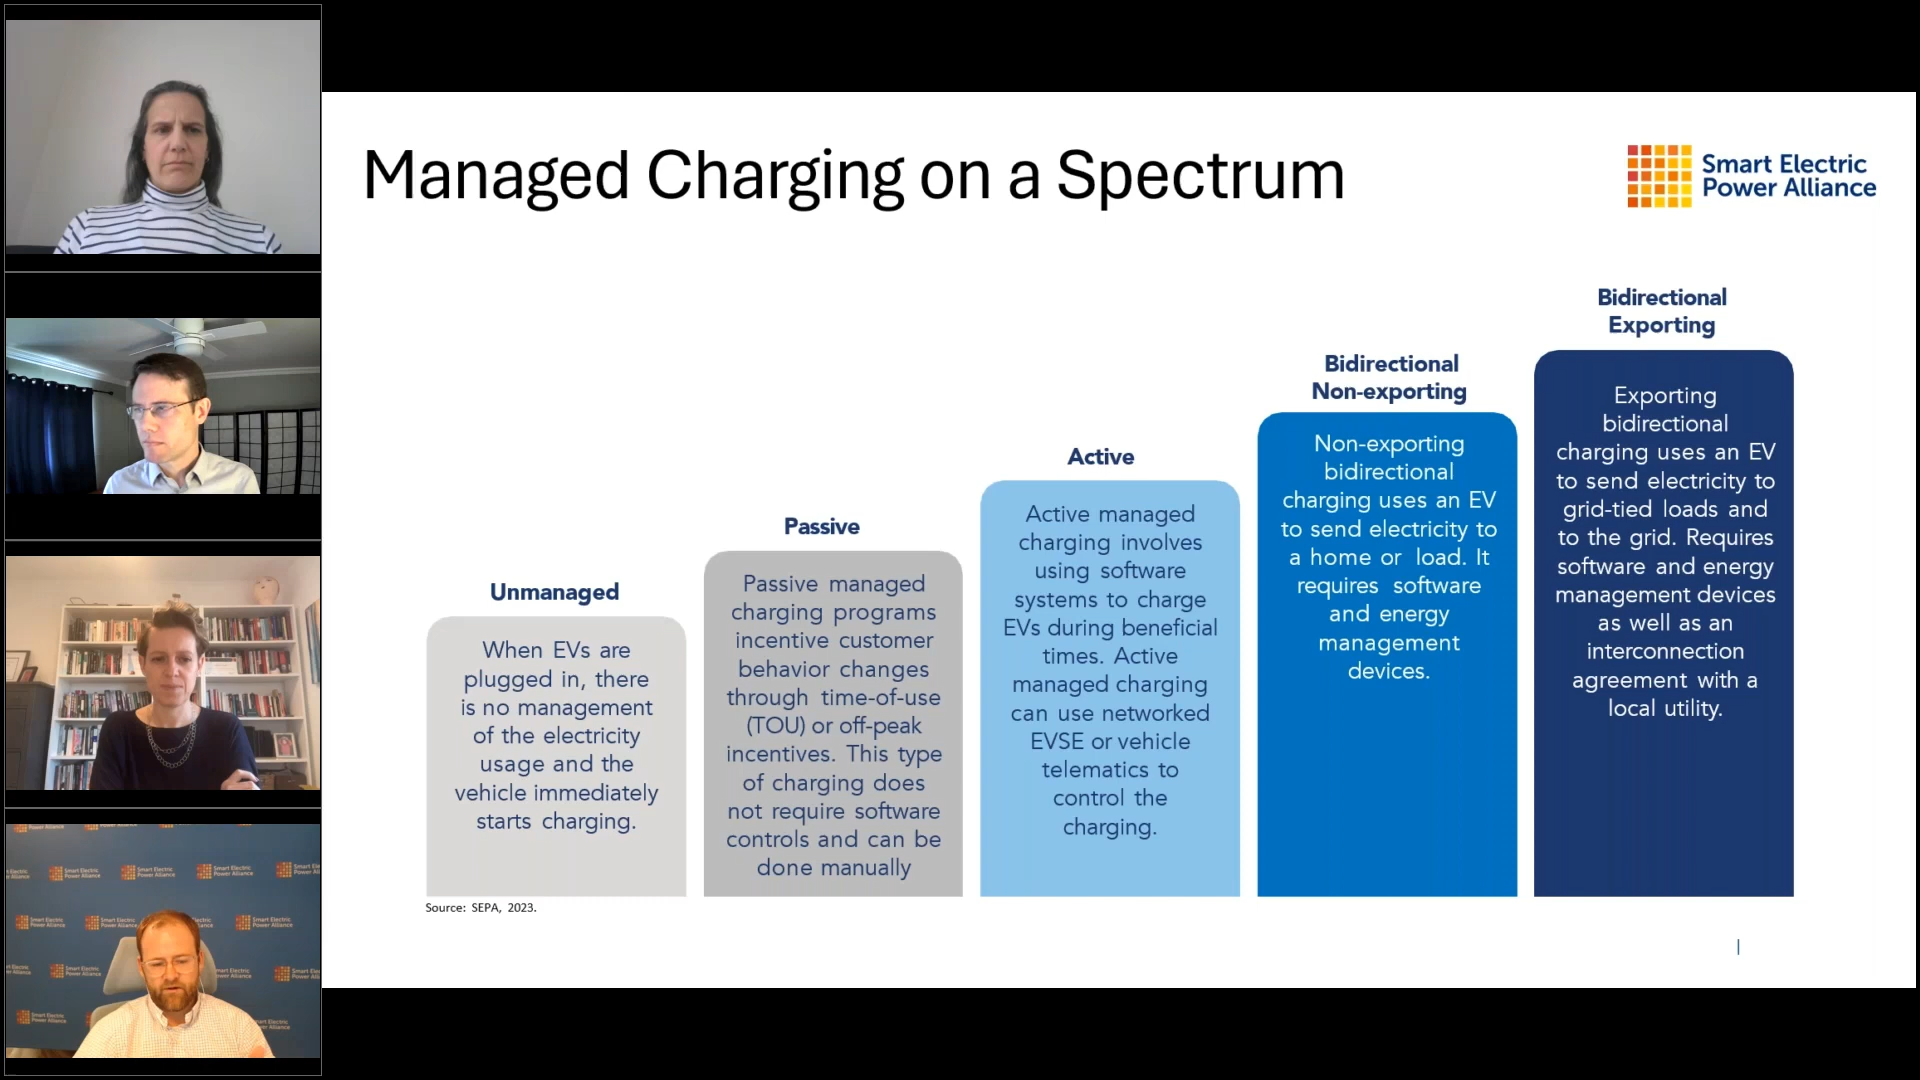 Managed Charging on a Spectrum
Smart Electric
Power Alliance
Unmanaged
When EVs are
plugged in, there
is no management
of the electricity
usage and the
vehicle immediately
starts charging.
Passive
Passive managed
charging programs
incentive customer
behavior changes
through time-of-use
(TOU) or off-peak
incentives. This type
of charging does
not require software
controls and can be
done manually
Active
Active managed
charging involves
using software
systems to charge
EVs during beneficial
times. Active
managed charging
can use networked
EVSE or vehicle
telematics to
control the
charging.
Bidirectional
Non-exporting
Non-exporting
bidirectional
charging uses an EV
to send electricity to
a home or load. It
requires software
and energy
management
devices.
Bidirectional
Exporting
Exporting
bidirectional
charging uses an EV
to send electricity to
grid-tied loads and
to the grid. Requires
software and energy
management devices
as well as an
interconnection
agreement with a
local utility.
Source: SEPA, 2023.
|
Smart Electric
Power Alliance